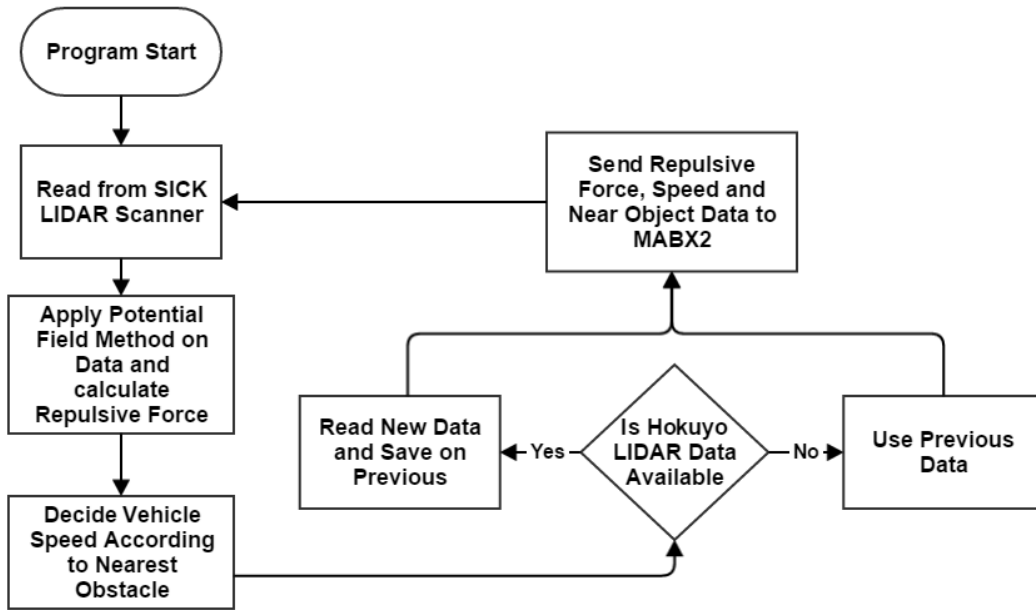 Program Start
Read from SICK
LIDAR Scanner
Apply Potential
Field Method on
Data and
calculate
Repulsive Force
Decide Vehicle
Speed According
to Nearest
Obstacle
Is Hokuyo
LIDAR Data
Available
Yes
No
Read New Data
and Save on
Previous
Use Previous
Data
Send Repulsive
Force, Speed and
Near Object Data to
MABX2